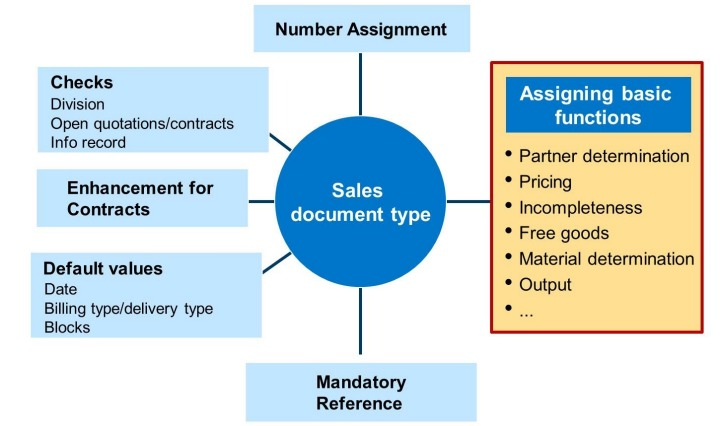 Number Assignment
Checks
Division
Open quotations/contracts
Info record
Enhancement for
Contracts
Default values
Date
Billing type/delivery type
Blocks
Sales
document type
Mandatory
Reference
Assigning basic
functions
• Partner determination
• Pricing
• Incompleteness
• Free goods
• Material determination
• Output
• ...